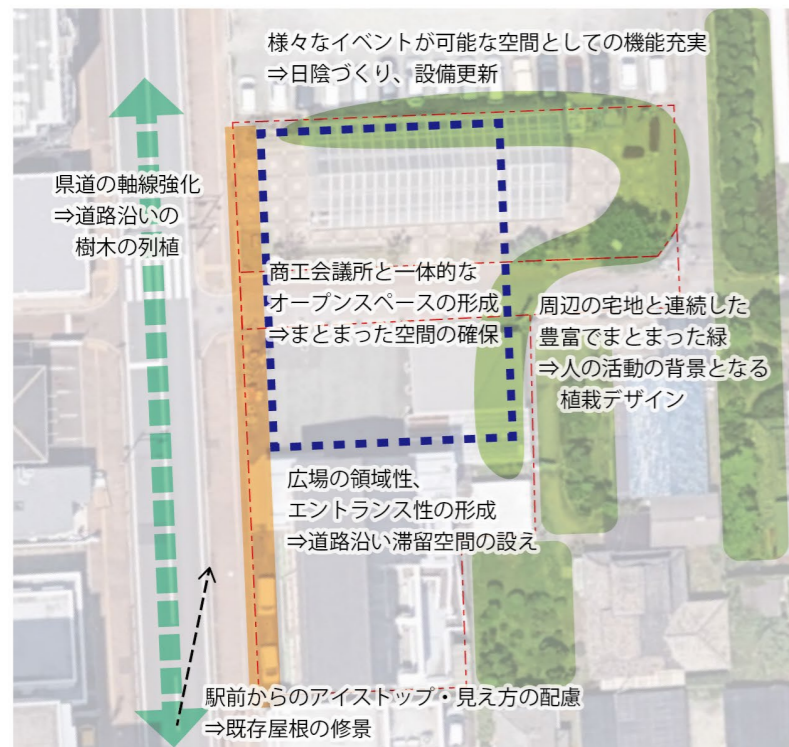 様々なイベントが可能な空間としての機能充実
⇒日陰づくり、設備更新
県道の軸線強化
⇒道路沿いの
樹木の列植
商工会議所と一体的な
オープンスペースの形成
⇒まとまった空間の確保
周辺の宅地と連続した
豊富でまとまった緑
⇒人の活動の背景となる
植栽デザイン
広場の領域性、
エントランス性の形成
⇒道路沿い滞留空間の設え
駅前からのアイストップ・見え方の配慮
⇒既存屋根の修景